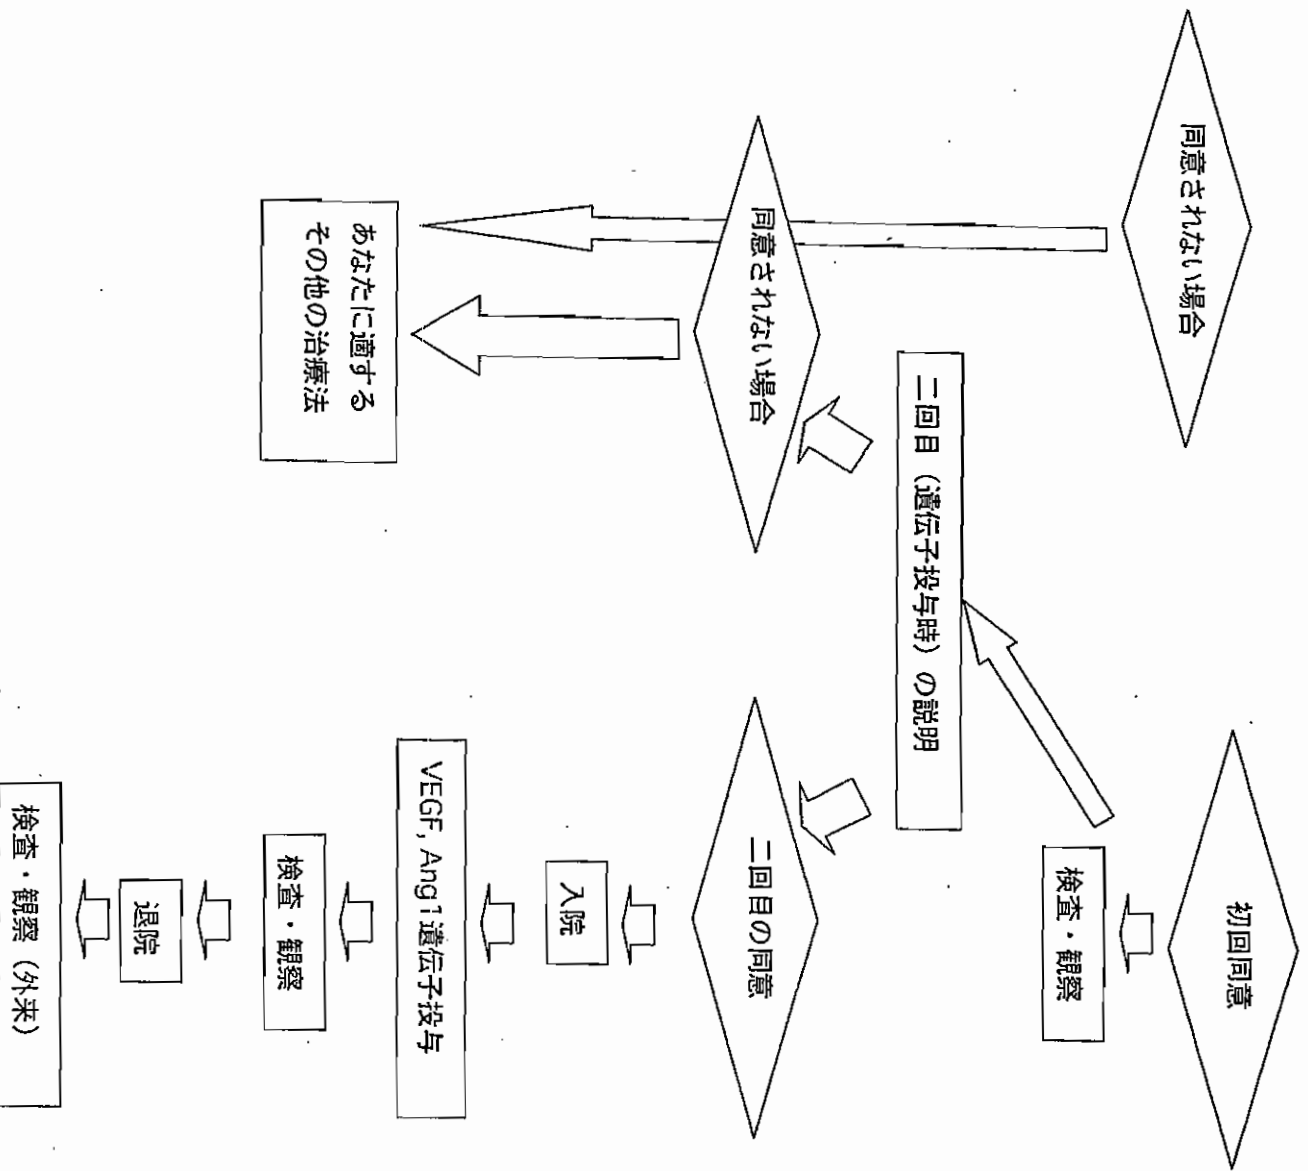 同意されない場合
初回同意
検査・観察
二回目（遺伝子投与時）の説明
同意されない場合
二回目の同意
入院
あなたに適する
その他の治療法
VEGF, Ang1遺伝子投与
検査・観察
退院
検査・観察（外来）